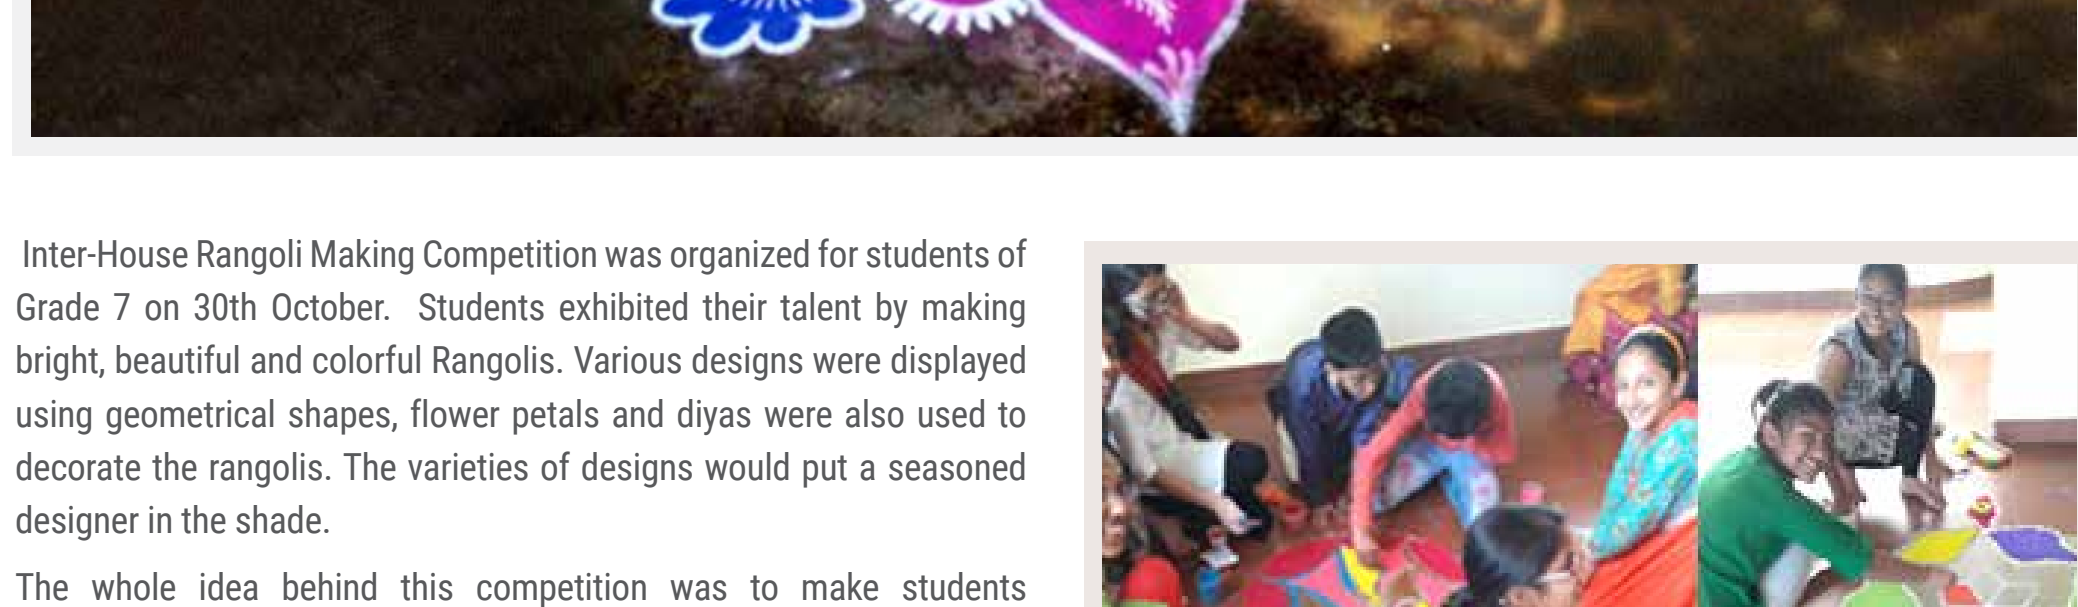 Inter-House Rangoli Making Competition was organized for students of
Grade 7 on 30th October. Students exhibited their talent by making
bright, beautiful and colorful Rangolis. Various designs were displayed
using geometrical shapes, flower petals and diyas were also used to
decorate the rangolis. The varieties of designs would put a seasoned
designer in the shade.
The whole idea behind this competition was to make students